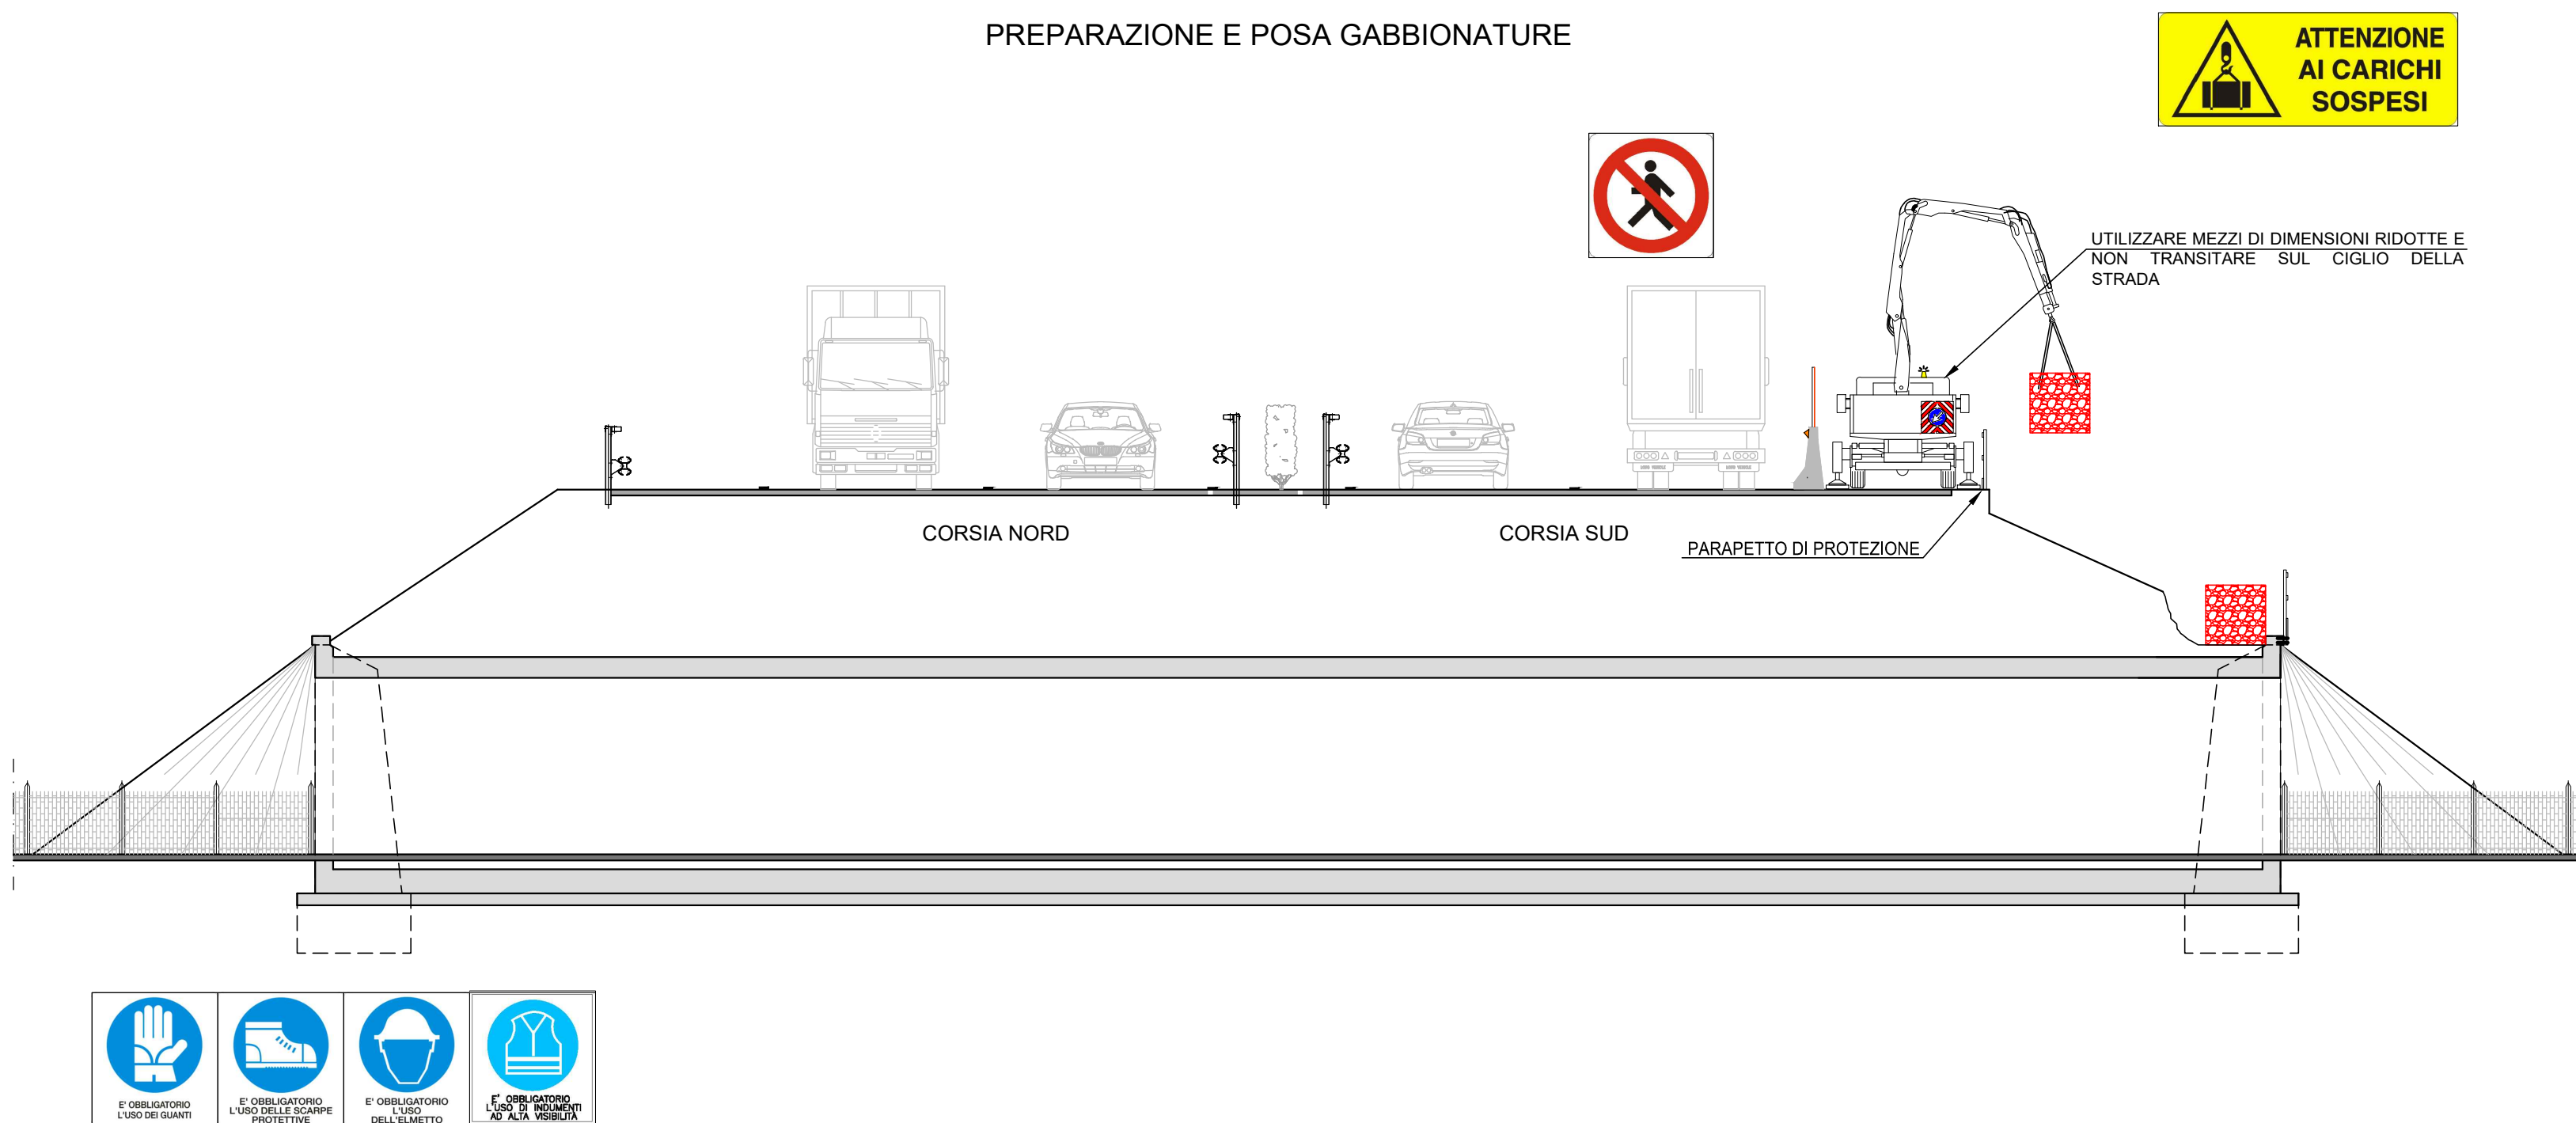 PREPARAZIONE E POSA GABBIONATURE
ATTENZIONE
AI CARICHI
SOSPESI
UTILIZZARE MEZZI DI DIMENSIONI RIDOTTE E
NON TRANSITARE SUL CIGLIO DELLA
STRADA
CORSIA NORD
CORSIA SUD
PARAPETTO DI PROTEZIONE
E' OBBLIGATORIO
L'USO DEI GUANTI
E' OBBLIGATORIO
L'USO DELLE SCARPE
PROTETTIVE
E' OBBLIGATORIO
L'USO
DELL'ELMETTO
E' OBBLIGATORIO
L'USO DI INDUMENTI
AD ALTA VISIBILITÀ